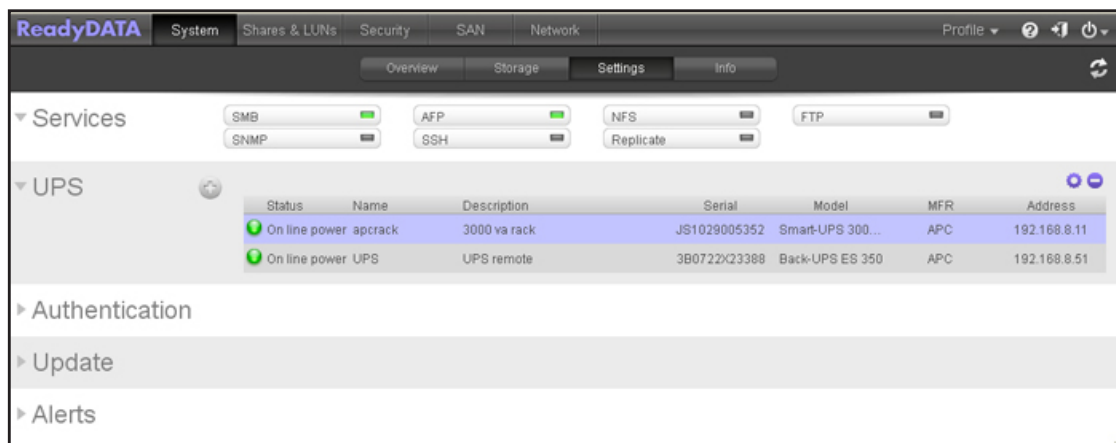 ReadyDATA System Shares & LUNs Security SAN Network Profile
Overview Storage Settings Info
Services SMB AFP NFS FTP
SNMP SSH Replicate
UPS
Status Name Description Serial Model MFR Address
On line power apcrack 3000 va rack JS1029005352 Smart-UPS 300... APC 192.168.8.11
On line power UPS UPS remote 3B0722X23388 Back-UPS ES 350 APC 192.168.8.51
Authentication
Update
Alerts